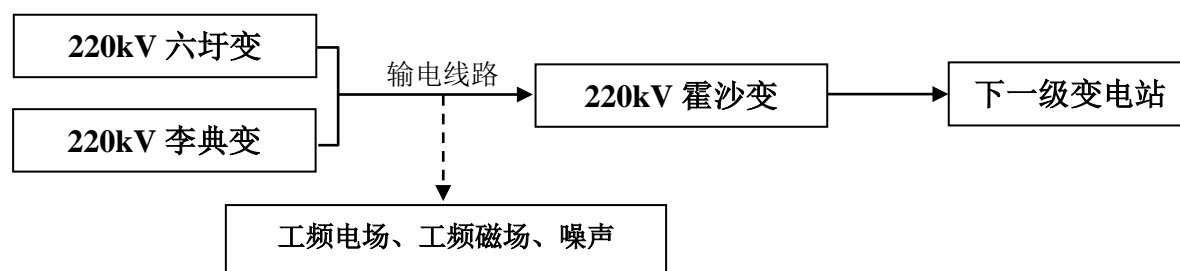 220kV 六圩变
输电线路
220kV 霍沙变
下一级变电站
220kV 李典变
工频电场、工频磁场、噪声